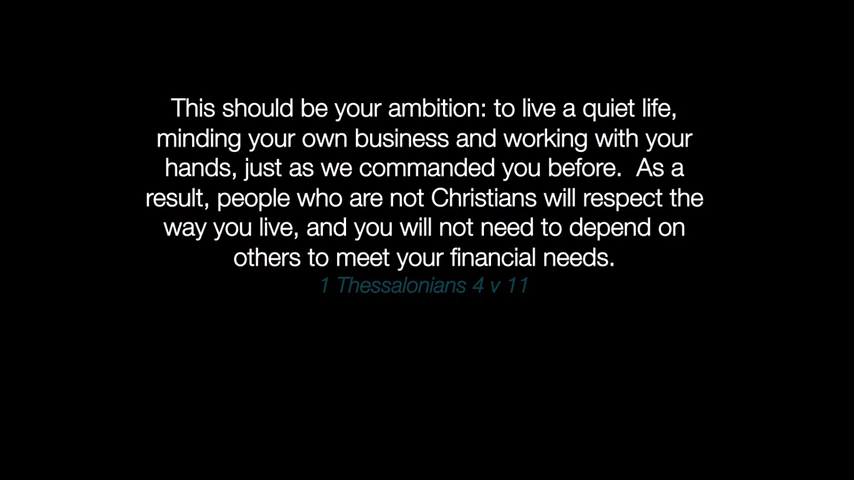 This should be your ambition: to live a quiet life,
minding your own business and working with your
hands, just as we commanded you before.  As a
result, people who are not Christians will respect the
way you live, and you will not need to depend on
others to meet your financial needs.
1 Thessalonians 4 v 11